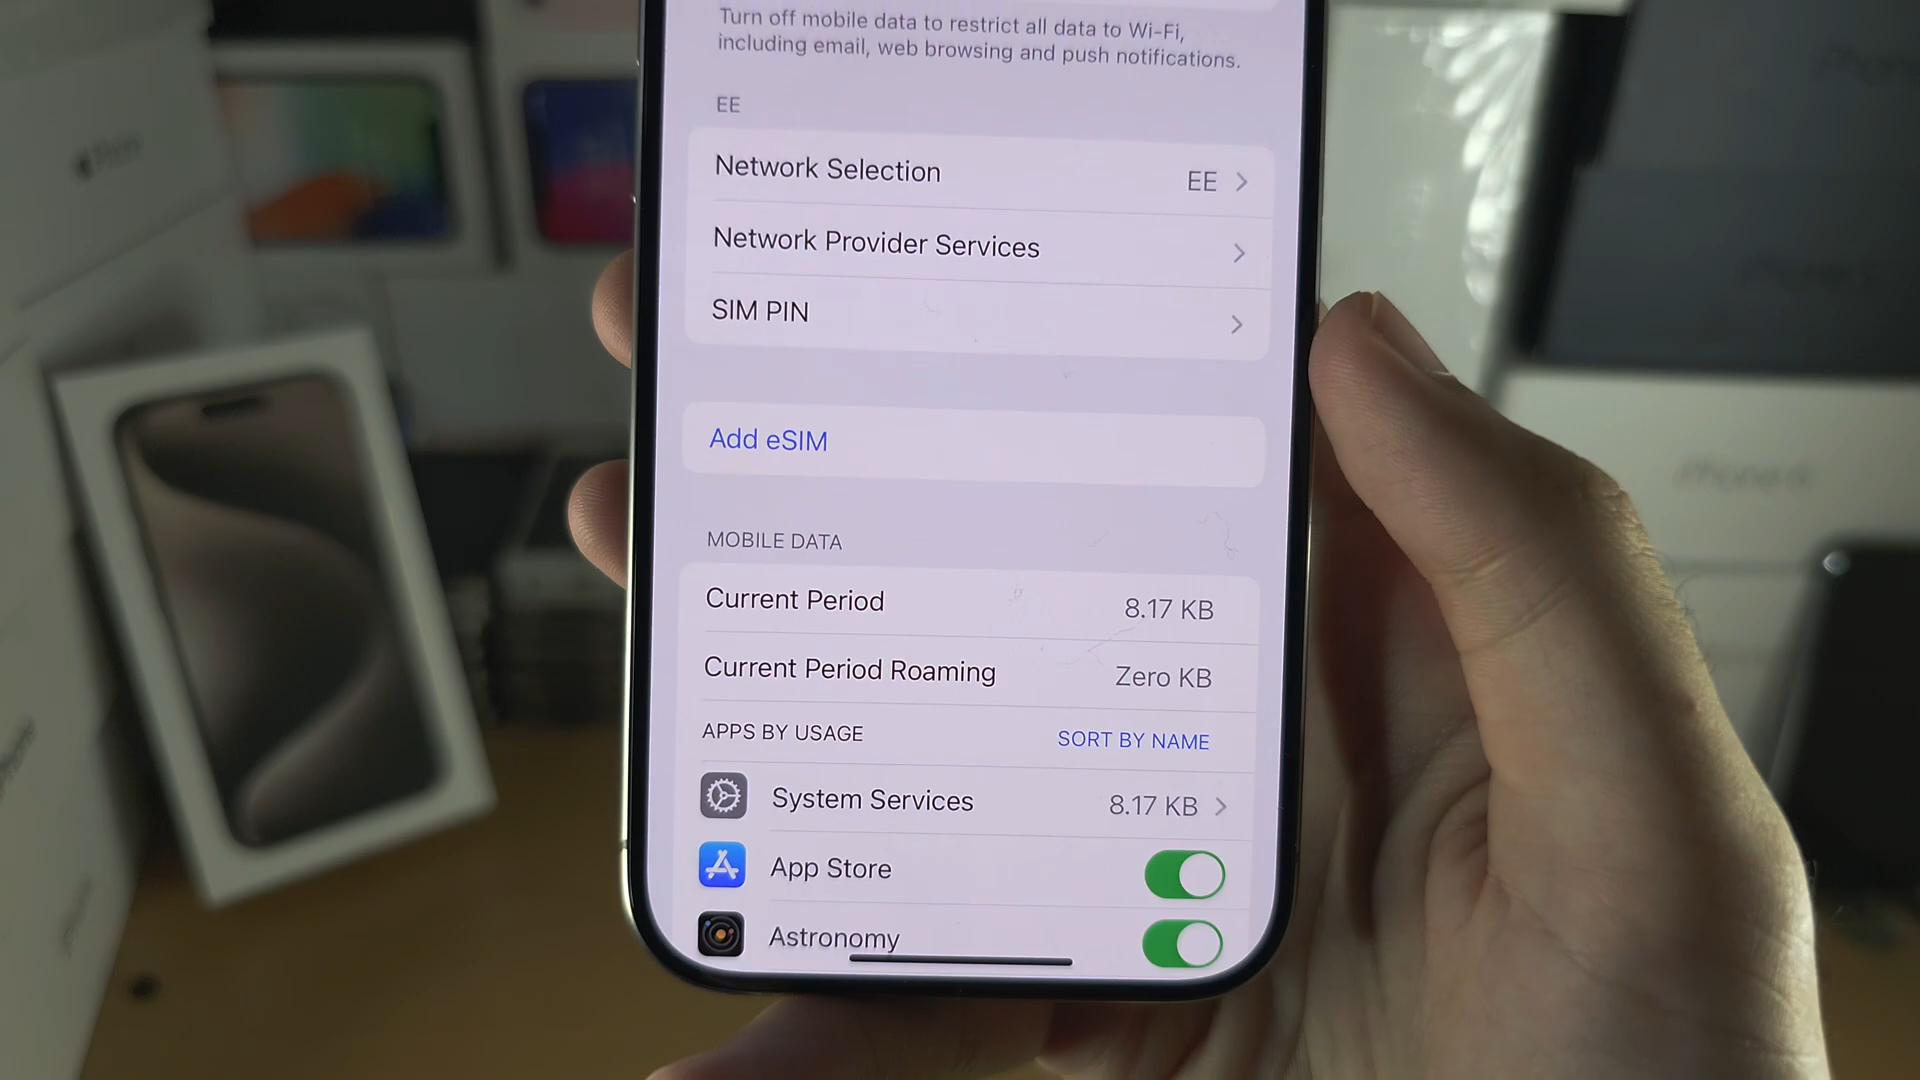 Turn off mobile data to restrict all data to Wi-Fi,
including email, web browsing and push notifications.
EE
Network Selection EE
Network Provider Services
SIM PIN
Add eSIM
MOBILE DATA
Current Period 8.17 KB
Current Period Roaming Zero KB
APPS BY USAGE SORT BY NAME
System Services 8.17 KB
App Store
Astronomy